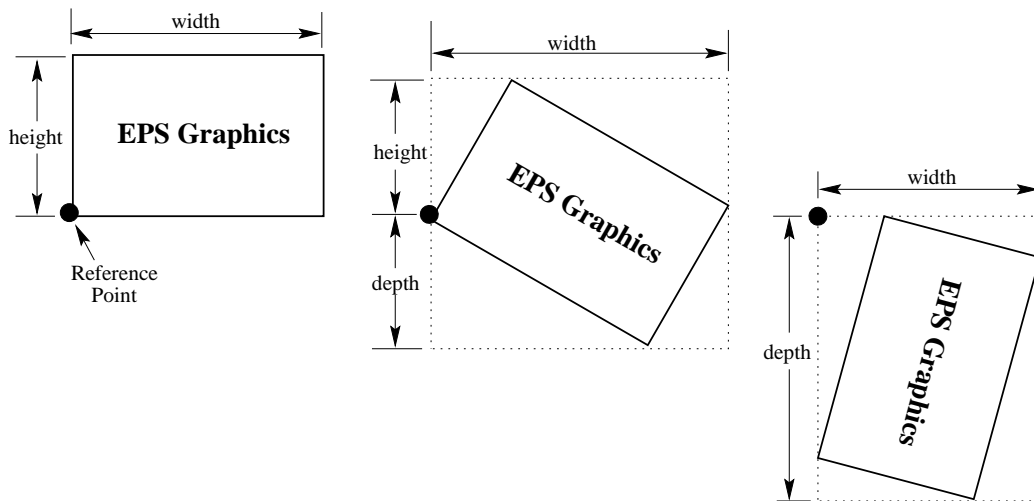 width
height
EPS Graphics
Reference
Point
width
height
EPS Graphics
depth
width
depth
EPS Graphics